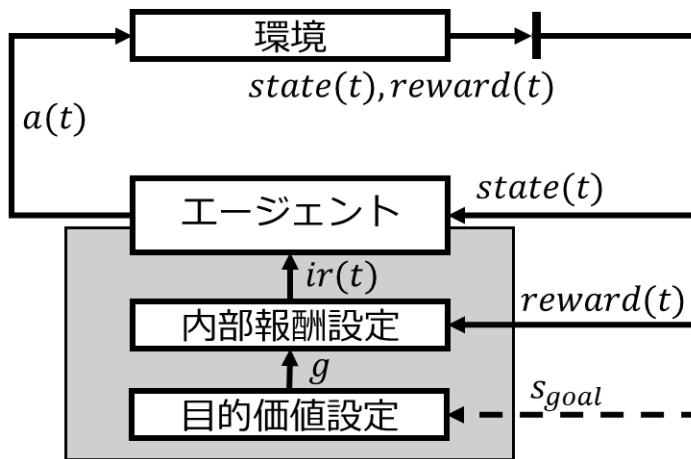 環境
state(t),reward(t)
a(t)
エージェント
state(t)
ir(t)
内部報酬設定
reward(t)
g
目的価値設定
s_goal